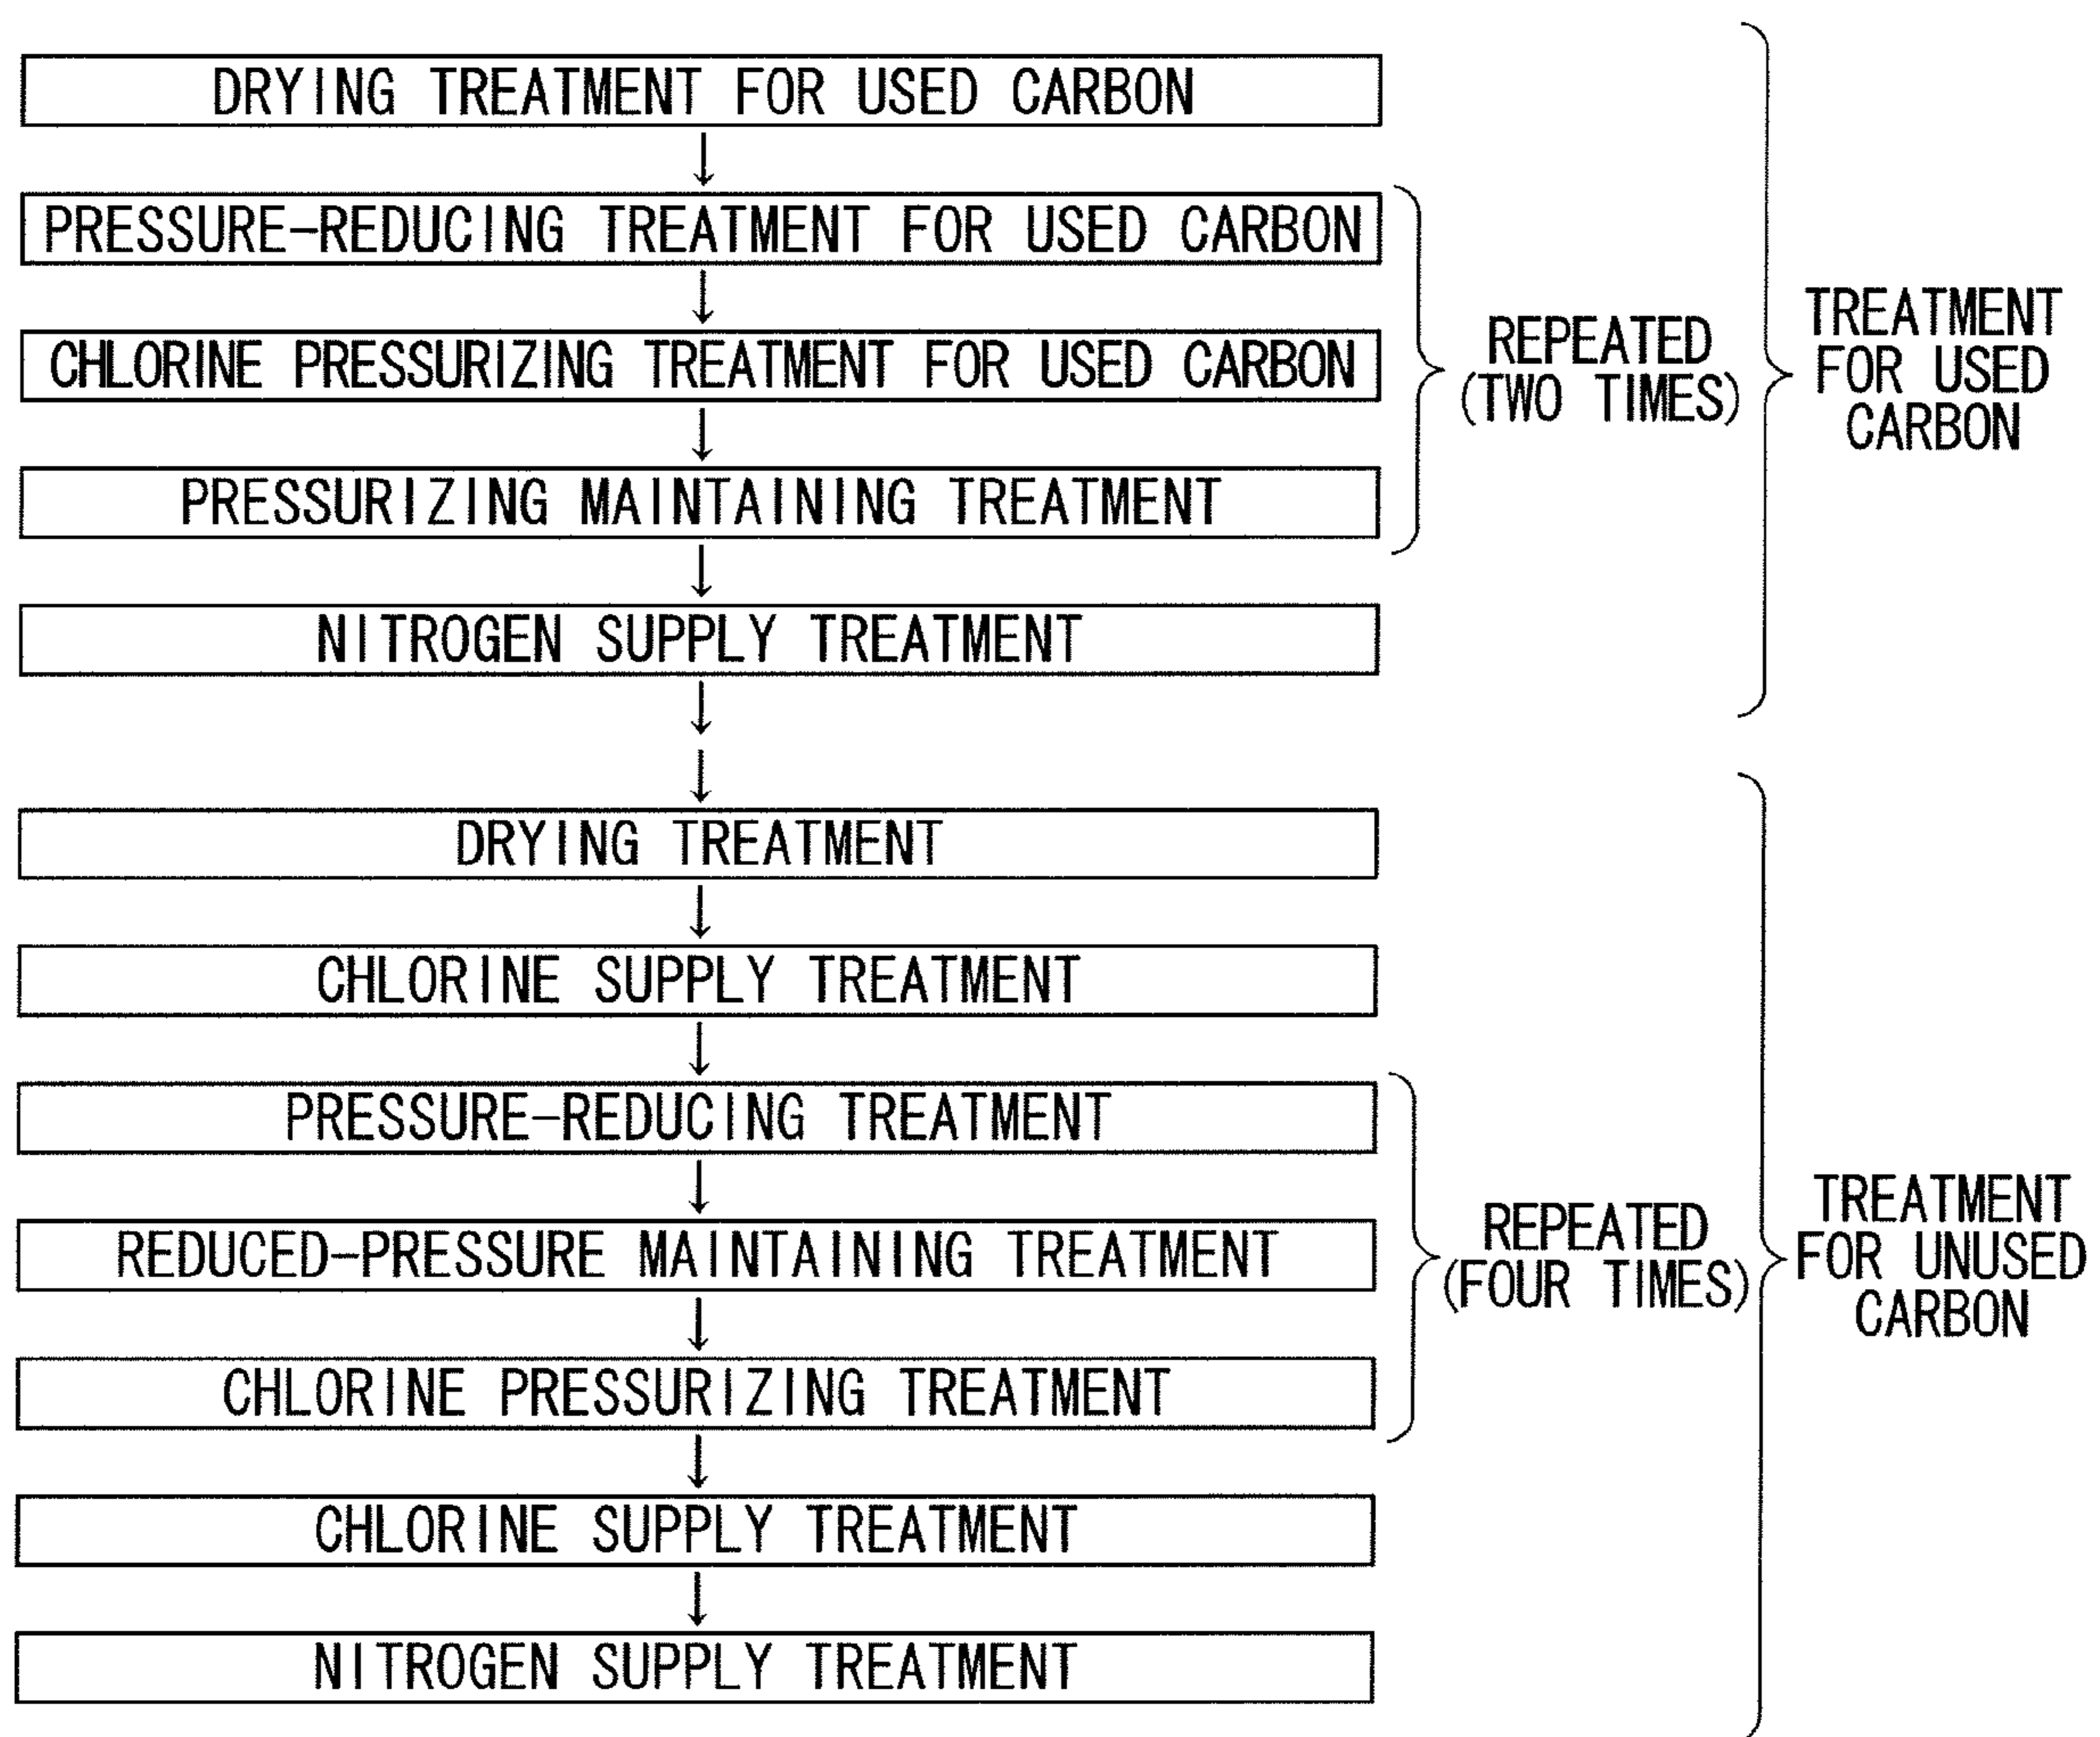 DRYING TREATMENT FOR USED CARBON
PRESSURE-REDUCING TREATMENT FOR USED CARBON
CHLORINE PRESSURIZING TREATMENT FOR USED CARBON
PRESSURIZING MAINTAINING TREATMENT
NITROGEN SUPPLY TREATMENT
REPEATED
(TWO TIMES)
TREATMENT
FOR USED
CARBON
DRYING TREATMENT
CHLORINE SUPPLY TREATMENT
PRESSURE-REDUCING TREATMENT
REDUCED-PRESSURE MAINTAINING TREATMENT
CHLORINE PRESSURIZING TREATMENT
CHLORINE SUPPLY TREATMENT
NITROGEN SUPPLY TREATMENT
REPEATED
(FOUR TIMES)
TREATMENT
FOR UNUSED
CARBON